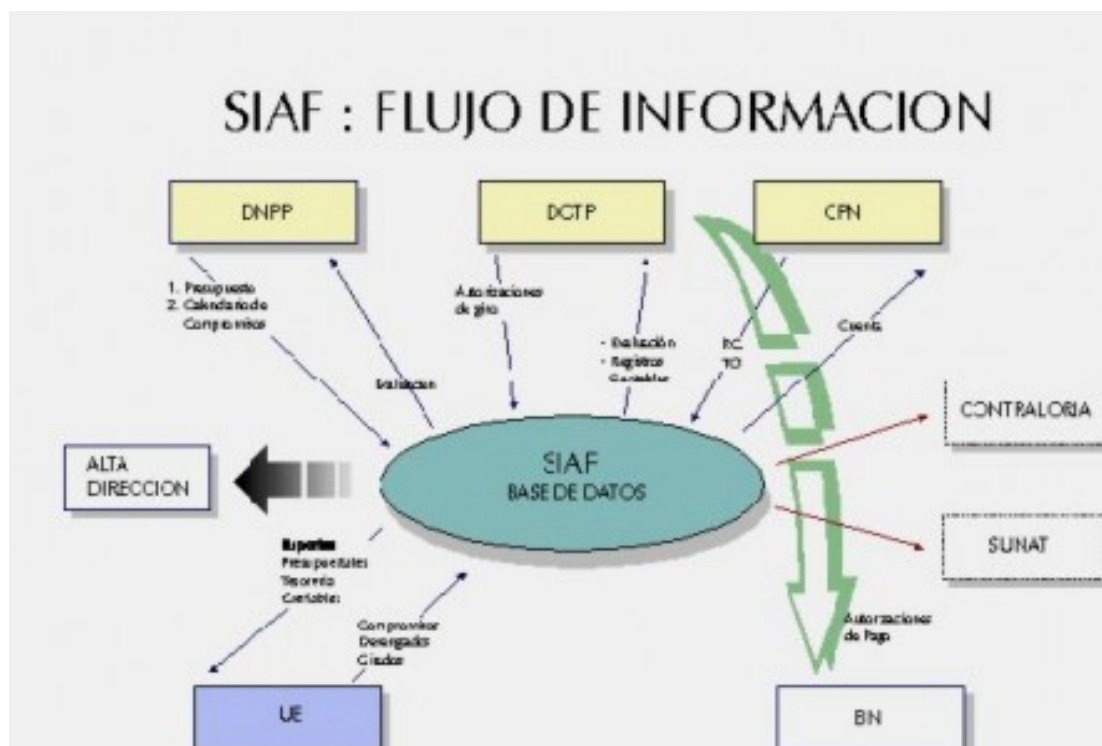 SIAF : FLUJO DE INFORMACION
DNPP
DGTP
CPN
1. Presupuesto
2. Calendario de
Compromisos
Autorizaciones
de giro
- Evaluación
- Registros
Contables
TO
Cuenta
Evaluacion
CONTRALORIA
ALTA
DIRECCION
SIAF
BASE DE DATOS
SUNAT
Reportes
Presupuestales
Tesorería
Contables
Compromisos
Devengados
Girados
Autorizaciones
de Pago
UE
BN